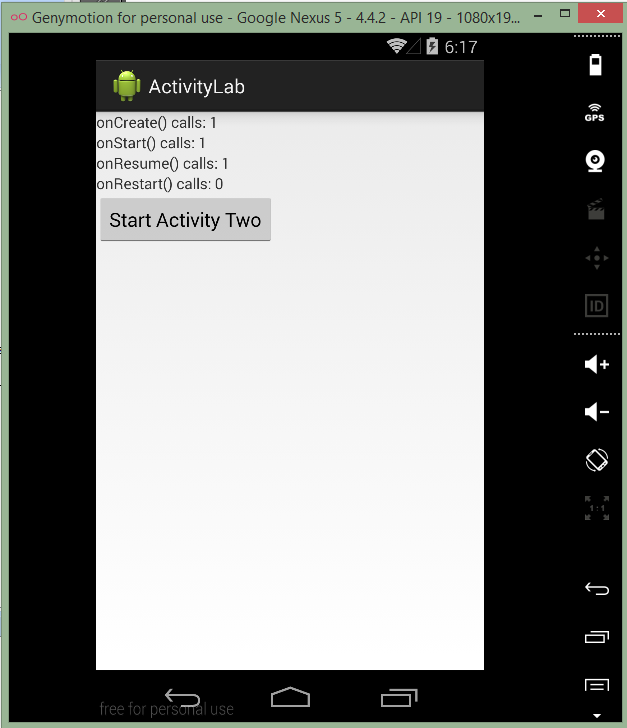 Genymotion for personal use - Google Nexus 5 - 4.4.2 - API 19 - 1080x19...
6:17
ActivityLab
GPS
onCreate() calls: 1
onStart() calls: 1
onResume() calls: 1
onRestart() calls: 0
Start Activity Two
ID
1:1
free for personal use